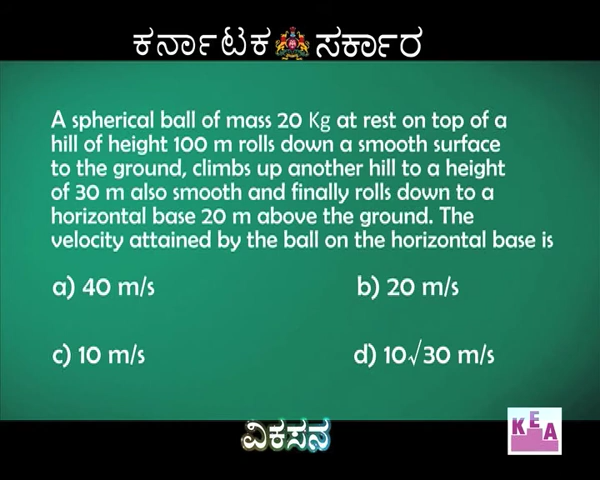 ಕರ್ನಾಟಕ ಸರ್ಕಾರ
A spherical ball of mass 20 Kg at rest on top of a
hill of height 100 m rolls down a smooth surface
to the ground, climbs up another hill to a height
of 30 m also smooth and finally rolls down to a
horizontal base 20 m above the ground. The
velocity attained by the ball on the horizontal base is
a) 40 m/s b) 20 m/s
c) 10 m/s d) 10√30 m/s
ವಿಕಸನ
KEA